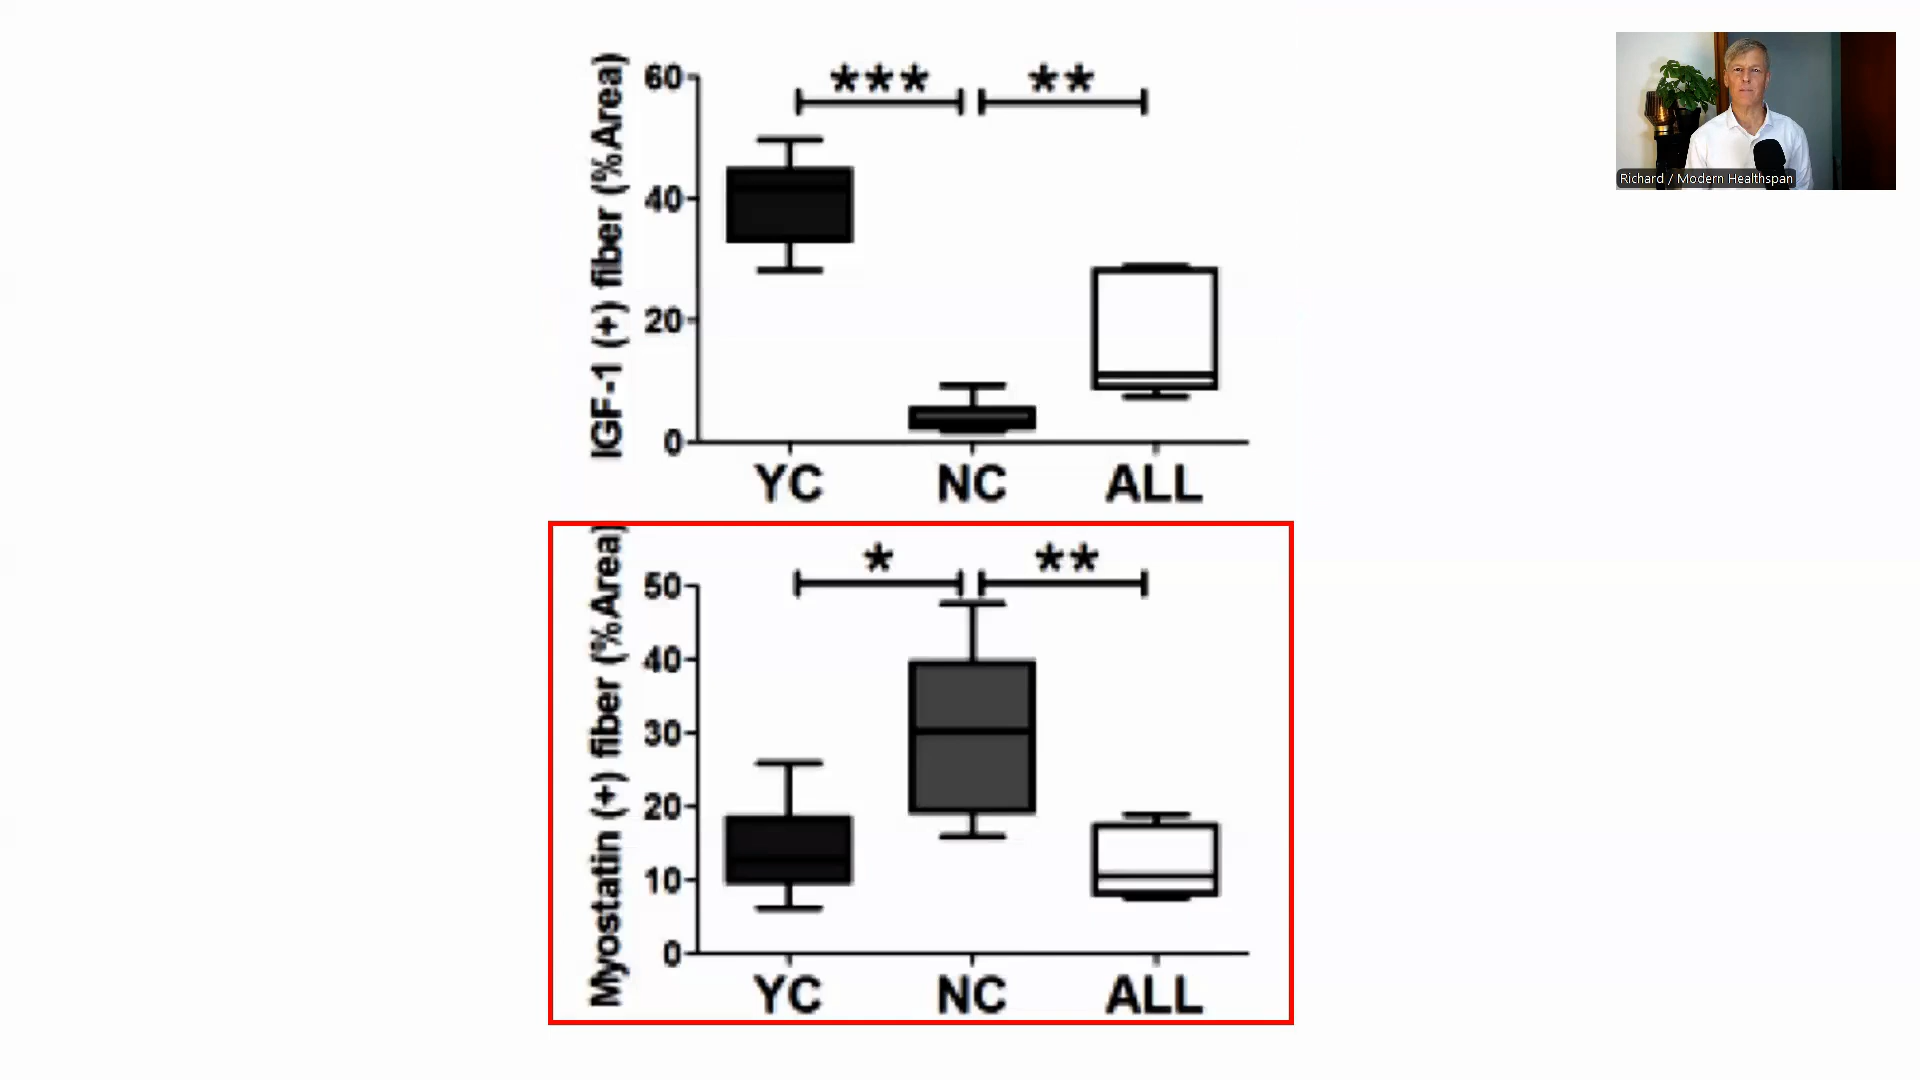 Richard / Modern Healthspan
IGF-1 (+) fiber (%Area)
60
40
20
0
***
**
YC
NC
ALL
Myostatin (+) fiber (%Area)
50
40
30
20
10
0
*
**
YC
NC
ALL